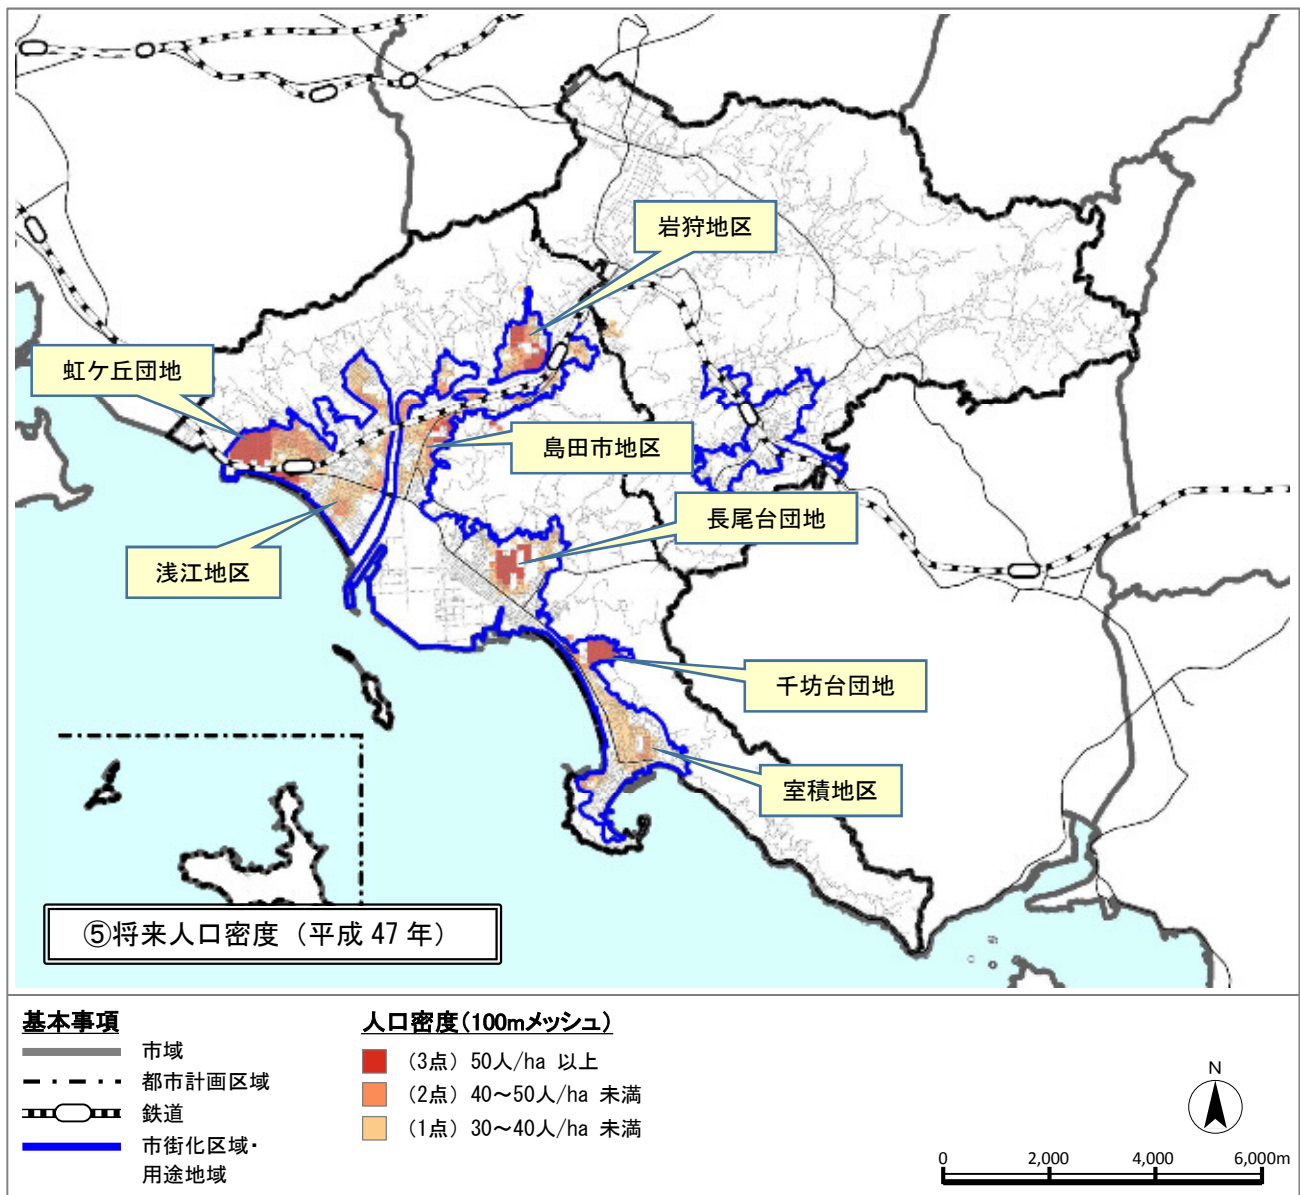 岩狩地区
虹ケ丘団地
島田市地区
長尾台団地
浅江地区
千坊台団地
室積地区
⑤将来人口密度（平成 47 年）
基本事項
市域
都市計画区域
鉄道
市街化区域・
用途地域
人口密度(100mメッシュ)
（3点）50人/ha 以上
（2点）40～50人/ha 未満
（1点）30～40人/ha 未満
N
0 2,000 4,000 6,000m